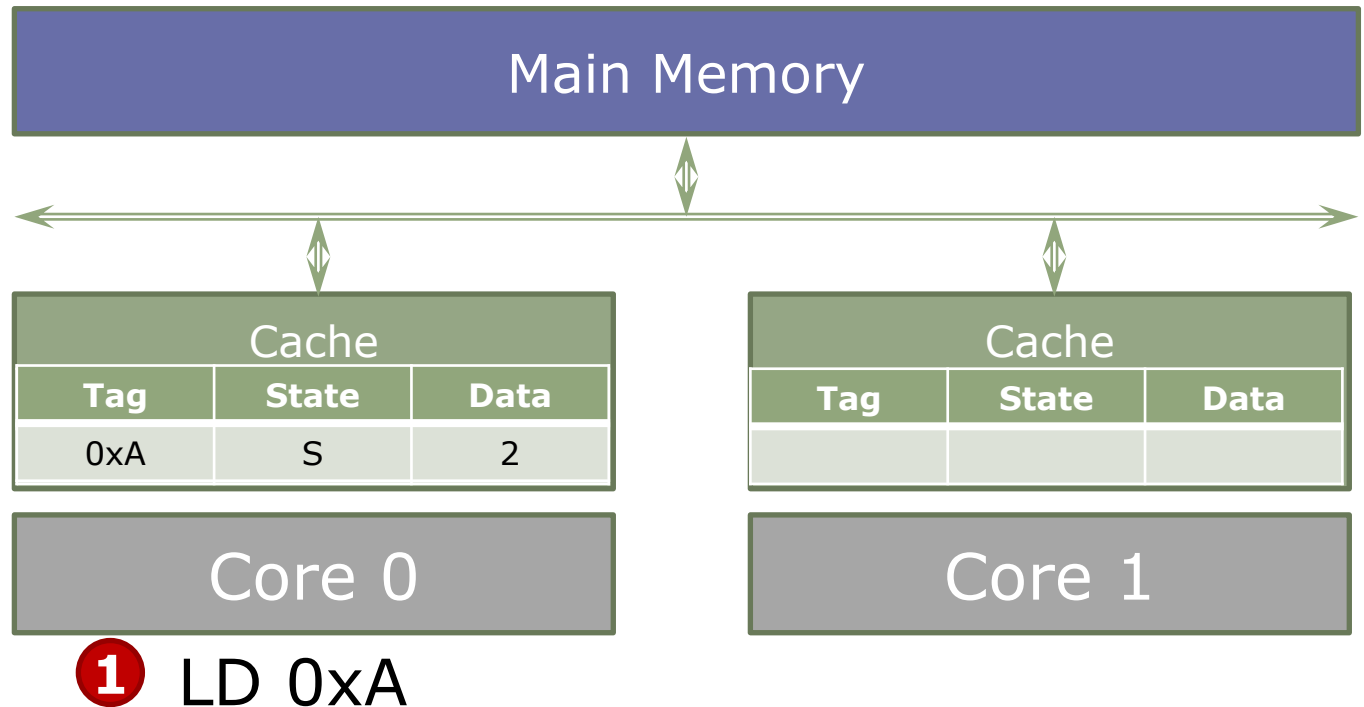 Main Memory
Cache
Tag State Data
0xA S 2
Core 0
Cache
Tag State Data
Core 1
1 LD 0xA